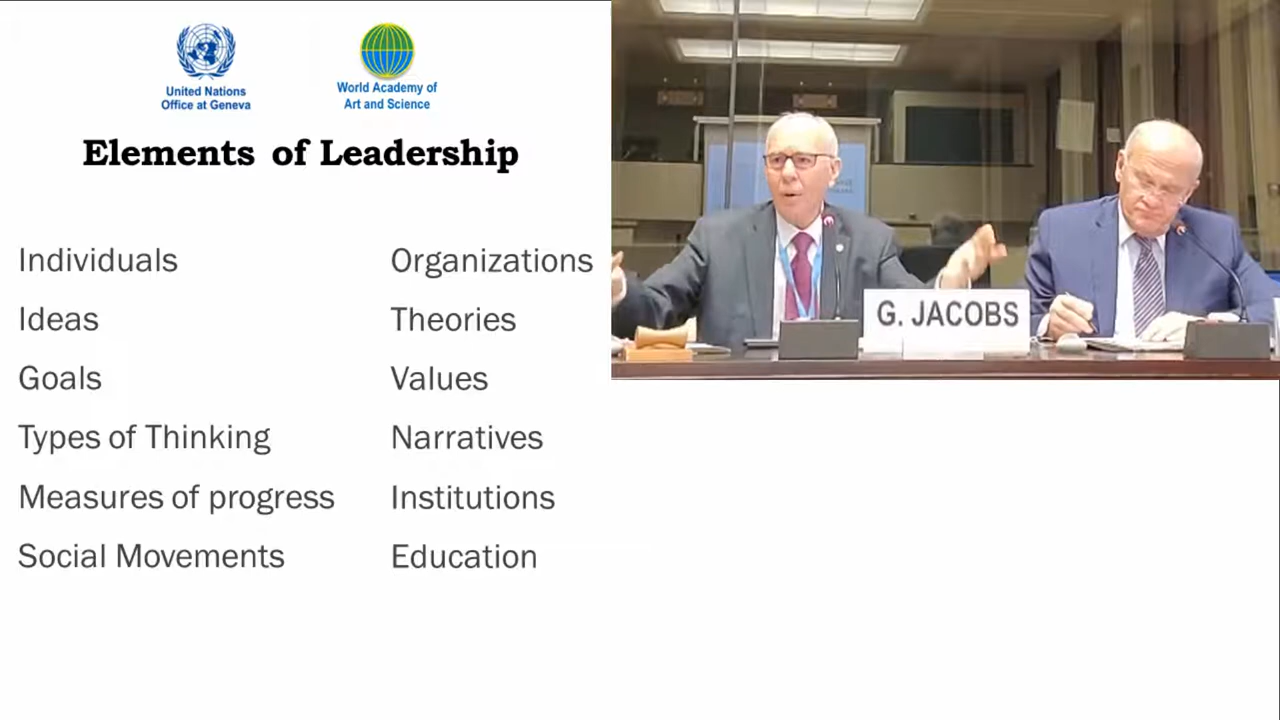 United Nations
Office at Geneva
World Academy of
Art and Science
Elements of Leadership
Individuals
Organizations
Ideas
Theories
Goals
Values
Types of Thinking
Narratives
Measures of progress
Institutions
Social Movements
Education
G. JACOBS